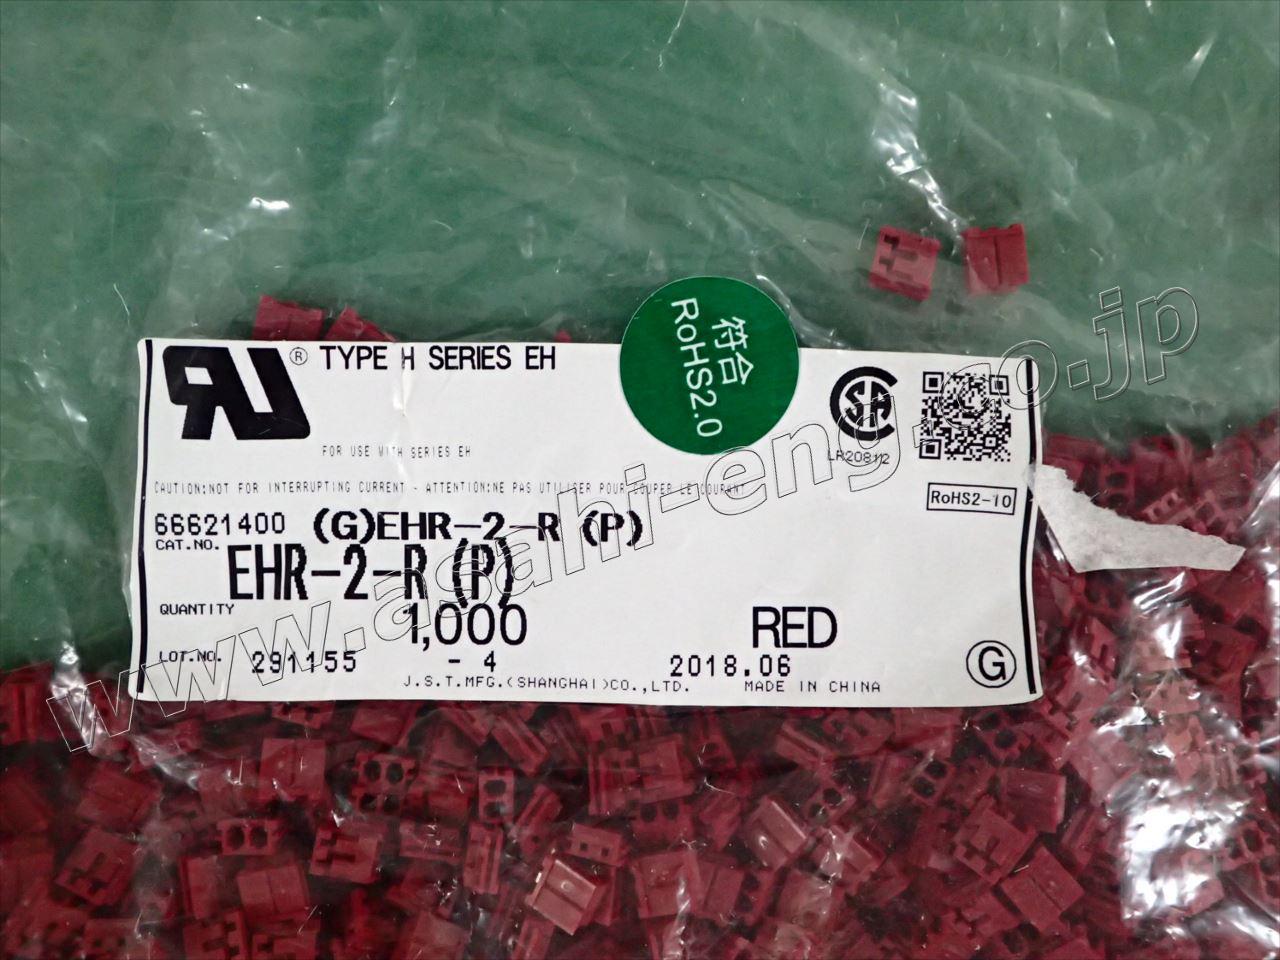 ® TYPE H SERIES EH
符合
RoHS2.0
LR208112
FOR USE WITH SERIES EH
CAUTION:NOT FOR INTERRUPTING CURRENT - ATTENTION:NE PAS UTILISER POUR COUPER LE COURANT
RoHS2-10
66621400 (G)EHR-2-R (P)
CAT.NO.
EHR-2-R (P)
QUANTITY
1,000 RED
LOT.NO. 291155 - 4 2018.06 G
J.S.T.MFG.(SHANGHAI)CO.,LTD. MADE IN CHINA
www.asahi-eng.co.jp